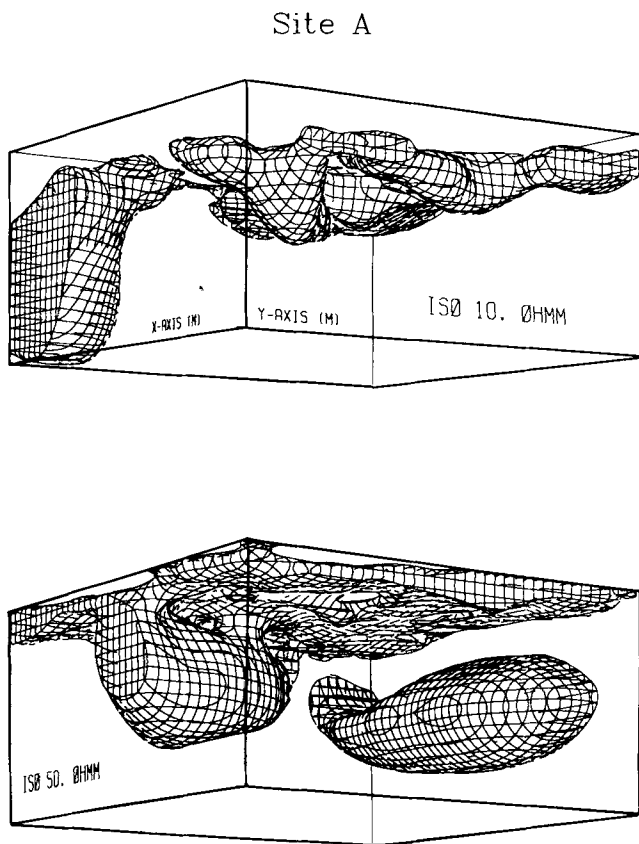 Site A
X-AXIS (M)
Y-AXIS (M)
ISØ 10. ØHMM
ISØ 50. ØHMM